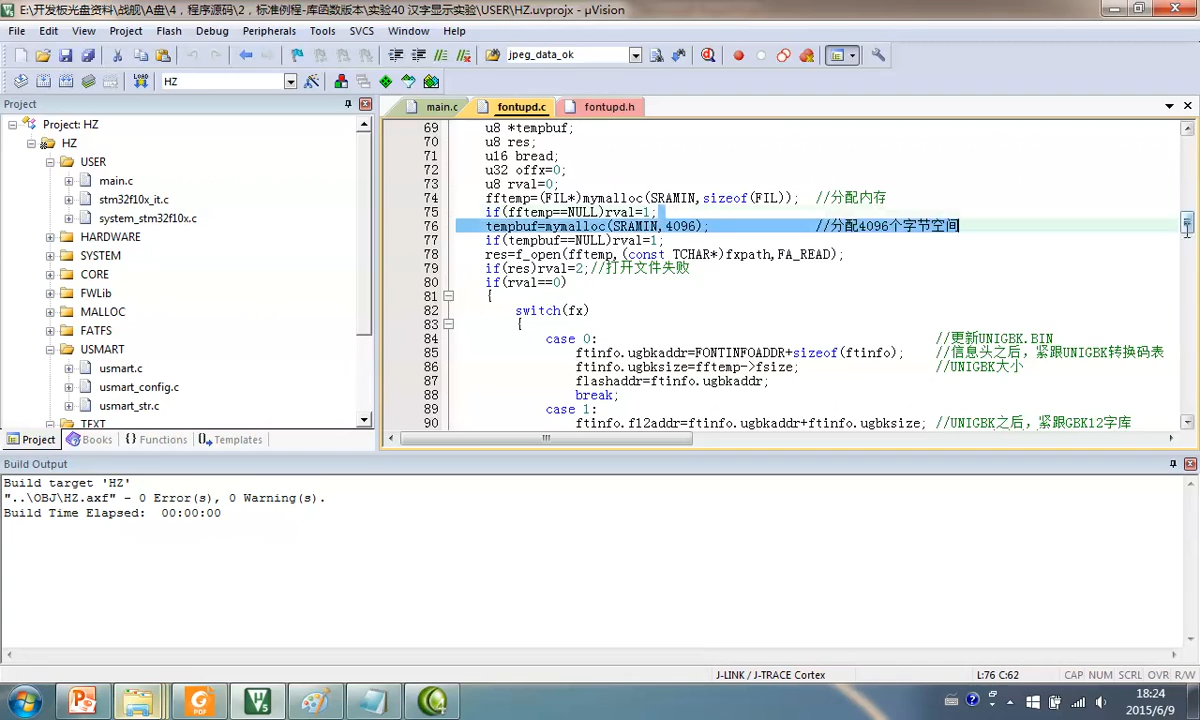 E:\开发板光盘资料\战舰\A盘\4，程序源码\2，标准例程-库函数版本\实验40 汉字显示实验\USER\HZ.uvprojx - µVision
File Edit View Project Flash Debug Peripherals Tools SVCS Window Help
jpeg_data_ok
LOAD HZ
Project
Project: HZ
HZ
USER
main.c
stm32f10x_it.c
system_stm32f10x.c
HARDWARE
SYSTEM
CORE
FWLib
MALLOC
FATFS
USMART
usmart.c
usmart_config.c
usmart_str.c
TEXT
Project Books Functions Templates
main.c fontupd.c fontupd.h
69 u8 *tempbuf;
70 u8 res;
71 u16 bread;
72 u32 offx=0;
73 u8 rval=0;
74 fftemp=(FIL*)mymalloc(SRAMIN,sizeof(FIL)); //分配内存
75 if(fftemp==NULL)rval=1;
76 tempbuf=mymalloc(SRAMIN,4096); //分配4096个字节空间
77 if(tempbuf==NULL)rval=1;
78 res=f_open(fftemp,(const TCHAR*)fxpath,FA_READ);
79 if(res)rval=2;//打开文件失败
80 if(rval==0)
81 {
82 switch(fx)
83 {
84 case 0: //更新UNIGBK.BIN
85 ftinfo.ugbkaddr=FONTINFOADDR+sizeof(ftinfo); //信息头之后，紧跟UNIGBK转换码表
86 ftinfo.ugbksize=fftemp->fsize; //UNIGBK大小
87 flashaddr=ftinfo.ugbkaddr;
88 break;
89 case 1:
90 ftinfo.f12addr=ftinfo.ugbkaddr+ftinfo.ugbksize; //UNIGBK之后，紧跟GBK12字库
Build Output
Build target 'HZ'
"..\OBJ\HZ.axf" - 0 Error(s), 0 Warning(s).
Build Time Elapsed: 00:00:00
J-LINK / J-TRACE Cortex L:76 C:62 CAP NUM SCRL OVR R/W
18:24
2015/6/9